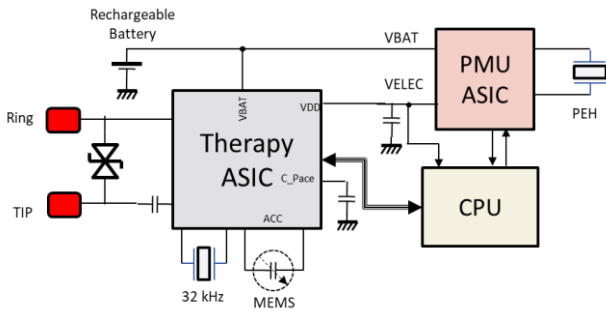 Rechargeable
Battery
VBAT
PMU
ASIC
VELEC
PEH
VBAT
VDD
Ring
Therapy
ASIC
C_Pace
TIP
CPU
ACC
32 kHz
MEMS